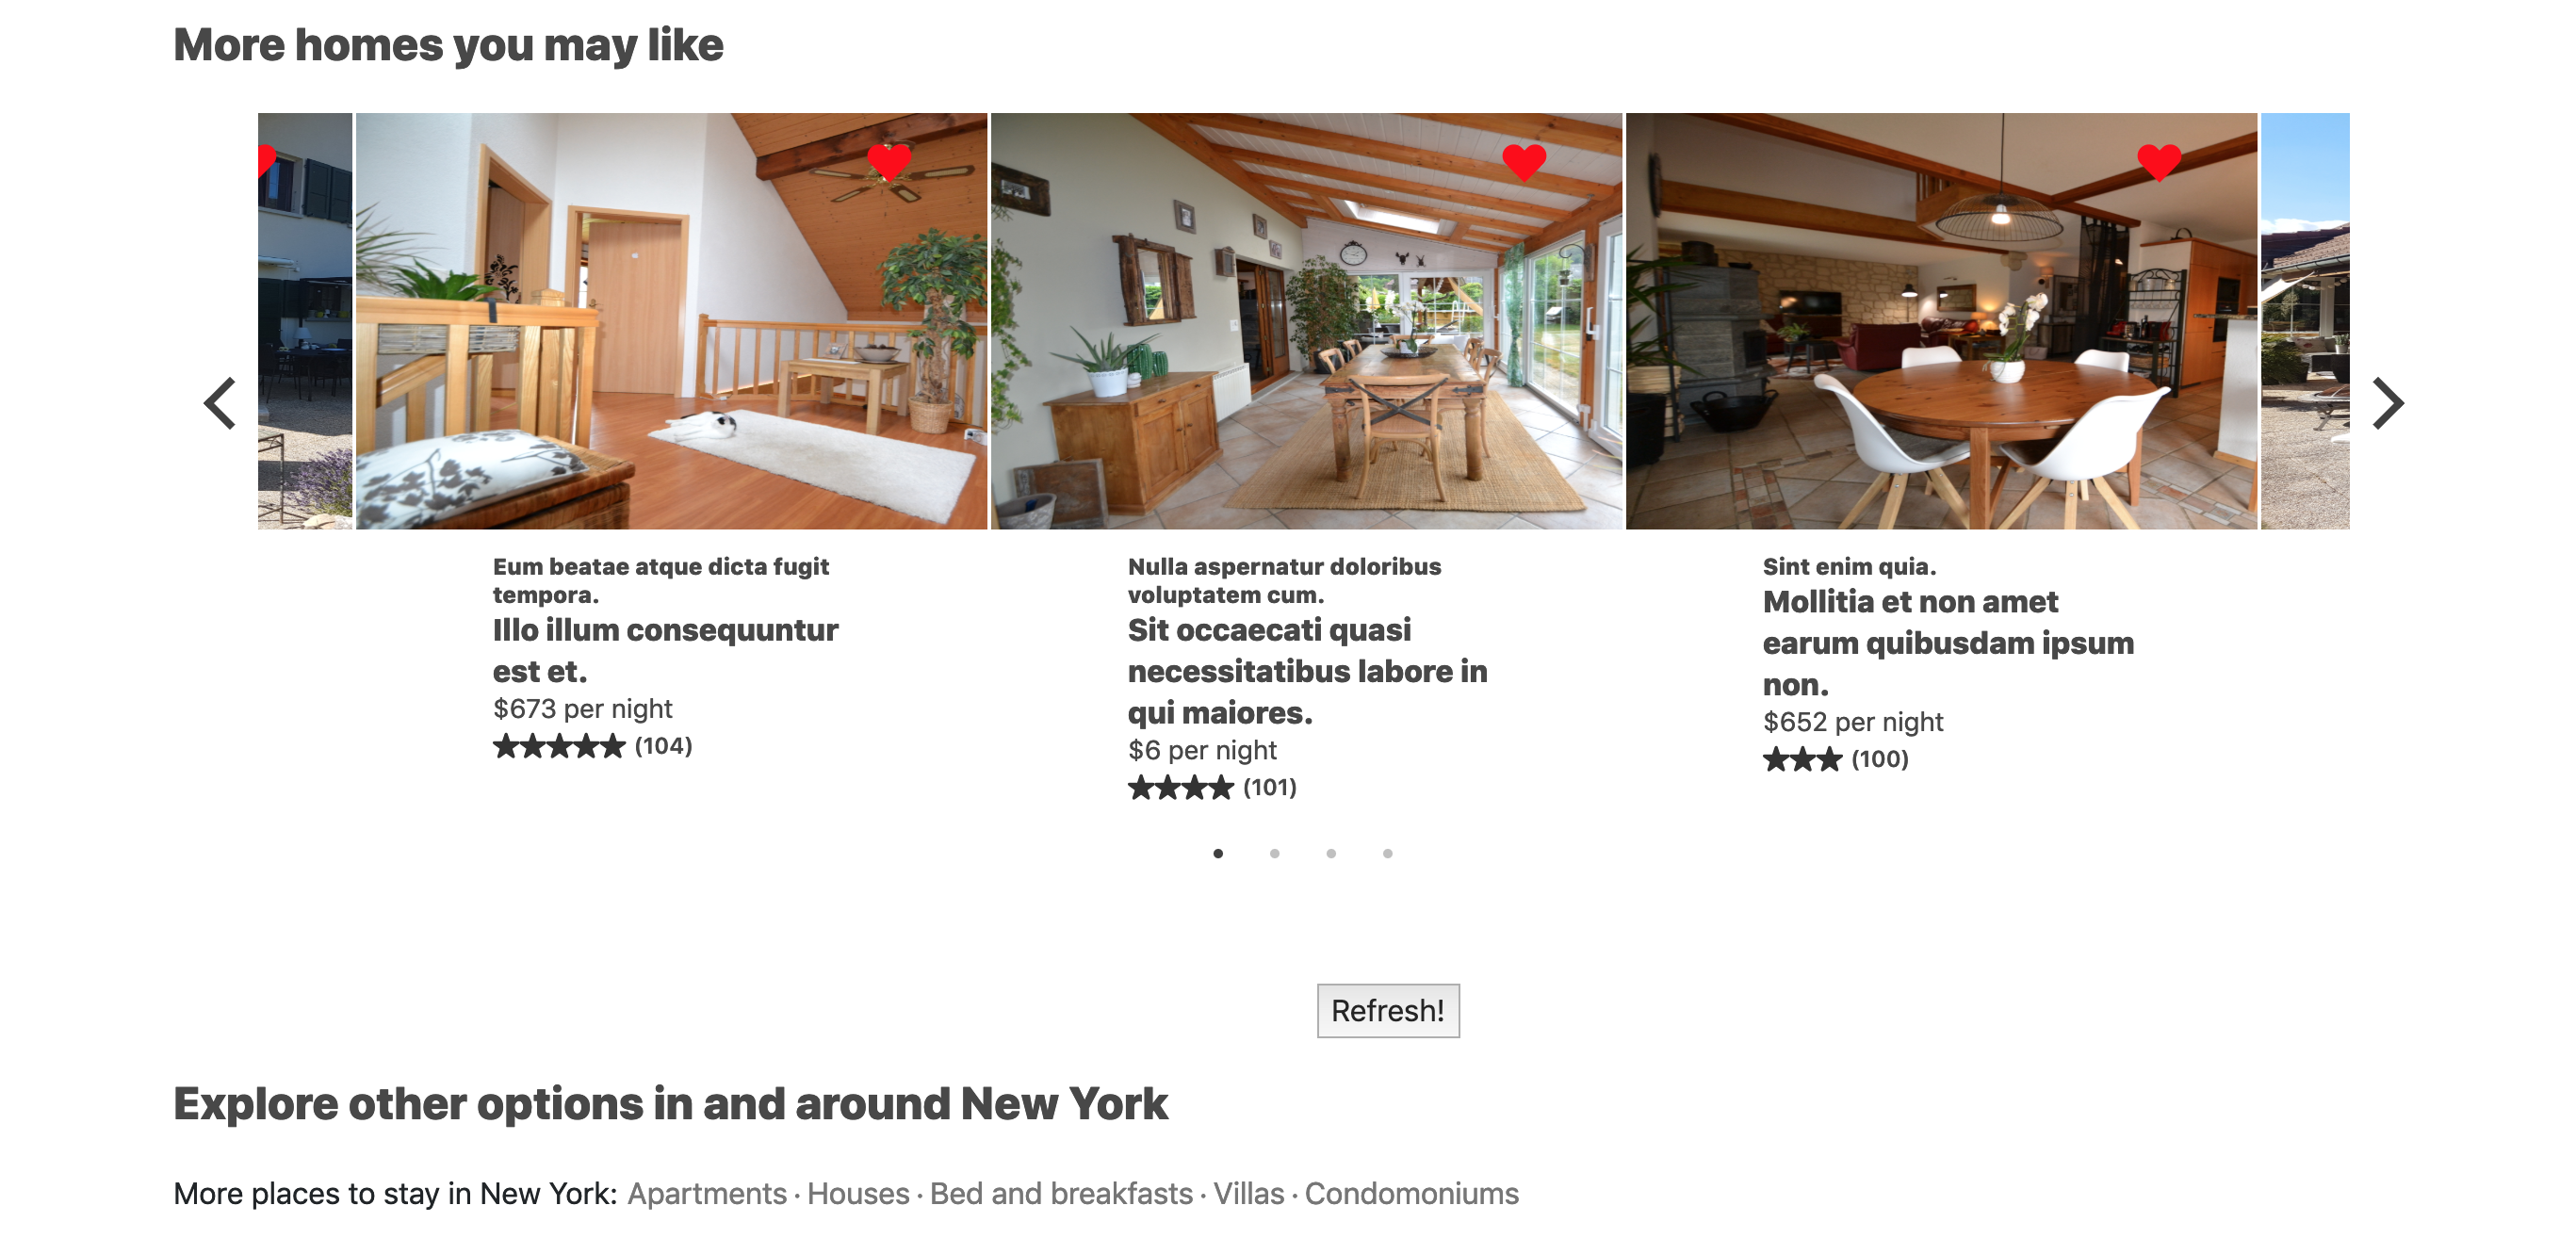 More homes you may like
Eum beatae atque dicta fugit
tempora.
Illo illum consequuntur
est et.
$673 per night
(104)
Nulla aspernatur doloribus
voluptatem cum.
Sit occaecati quasi
necessitatibus labore in
qui maiores.
$6 per night
(101)
Sint enim quia.
Mollitia et non amet
earum quibusdam ipsum
non.
$652 per night
(100)
Refresh!
Explore other options in and around New York
More places to stay in New York: Apartments · Houses · Bed and breakfasts · Villas · Condomoniums